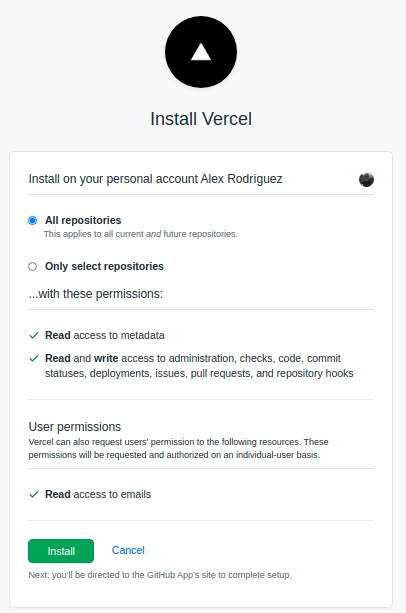 Install Vercel
Install on your personal account Alex Rodríguez
All repositories
This applies to all current and future repositories.
Only select repositories
...with these permissions:
Read access to metadata
Read and write access to administration, checks, code, commit
statuses, deployments, issues, pull requests, and repository hooks
User permissions
Vercel can also request users' permission to the following resources. These
permissions will be requested and authorized on an individual-user basis.
Read access to emails
Install Cancel
Next: you'll be directed to the GitHub App's site to complete setup.